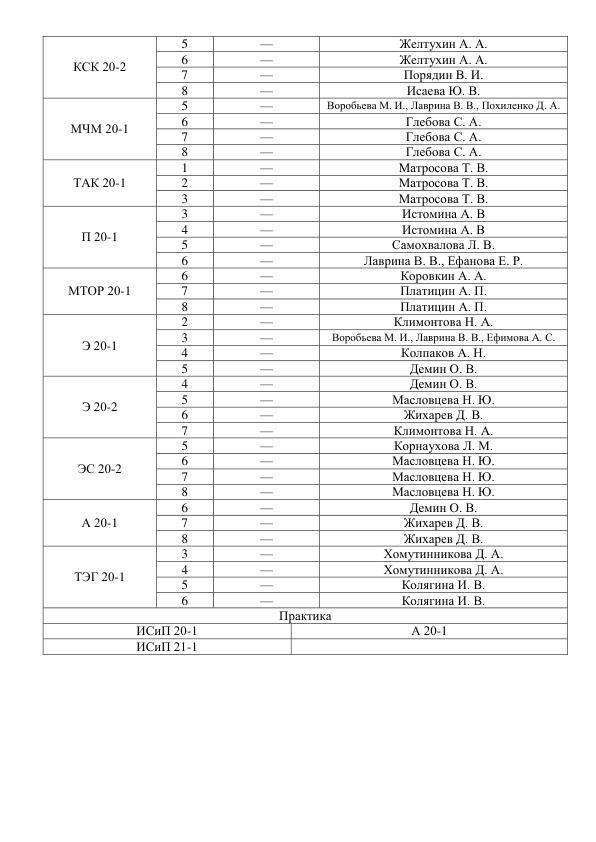 КСК 20-2
5 — Желтухин А. А.
6 — Желтухин А. А.
7 — Порядин В. И.
8 — Исаева Ю. В.
МЧМ 20-1
5 — Воробьева М. И., Лаврина В. В., Похиленко Д. А.
6 — Глебова С. А.
7 — Глебова С. А.
8 — Глебова С. А.
ТАК 20-1
1 — Матросова Т. В.
2 — Матросова Т. В.
3 — Матросова Т. В.
П 20-1
3 — Истомина А. В
4 — Истомина А. В
5 — Самохвалова Л. В.
6 — Лаврина В. В., Ефанова Е. Р.
МТОР 20-1
6 — Коровкин А. А.
7 — Платицин А. П.
8 — Платицин А. П.
Э 20-1
2 — Климонтова Н. А.
3 — Воробьева М. И., Лаврина В. В., Ефимова А. С.
4 — Колпаков А. Н.
5 — Демин О. В.
Э 20-2
4 — Демин О. В.
5 — Масловцева Н. Ю.
6 — Жихарев Д. В.
7 — Климонтова Н. А.
ЭС 20-2
5 — Корнаухова Л. М.
6 — Масловцева Н. Ю.
7 — Масловцева Н. Ю.
8 — Масловцева Н. Ю.
А 20-1
6 — Демин О. В.
7 — Жихарев Д. В.
8 — Жихарев Д. В.
ТЭГ 20-1
3 — Хомутинникова Д. А.
4 — Хомутинникова Д. А.
5 — Колягина И. В.
6 — Колягина И. В.
Практика
ИСиП 20-1 А 20-1
ИСиП 21-1